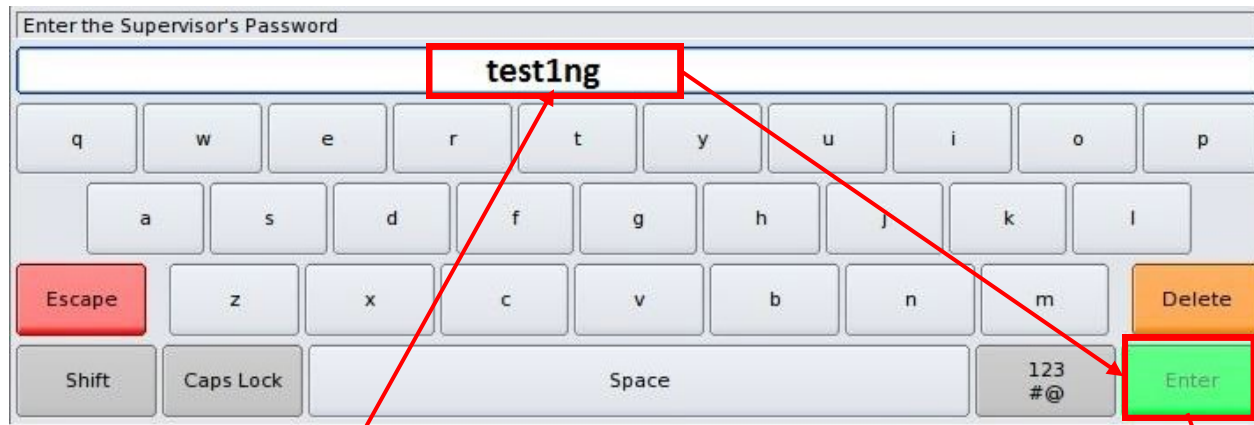 Enter the Supervisor's Password
test1ng
q w e r t y u i o p
a s d f g h j k l
Escape z x c v b n m Delete
Shift Caps Lock Space 123 Enter
#@